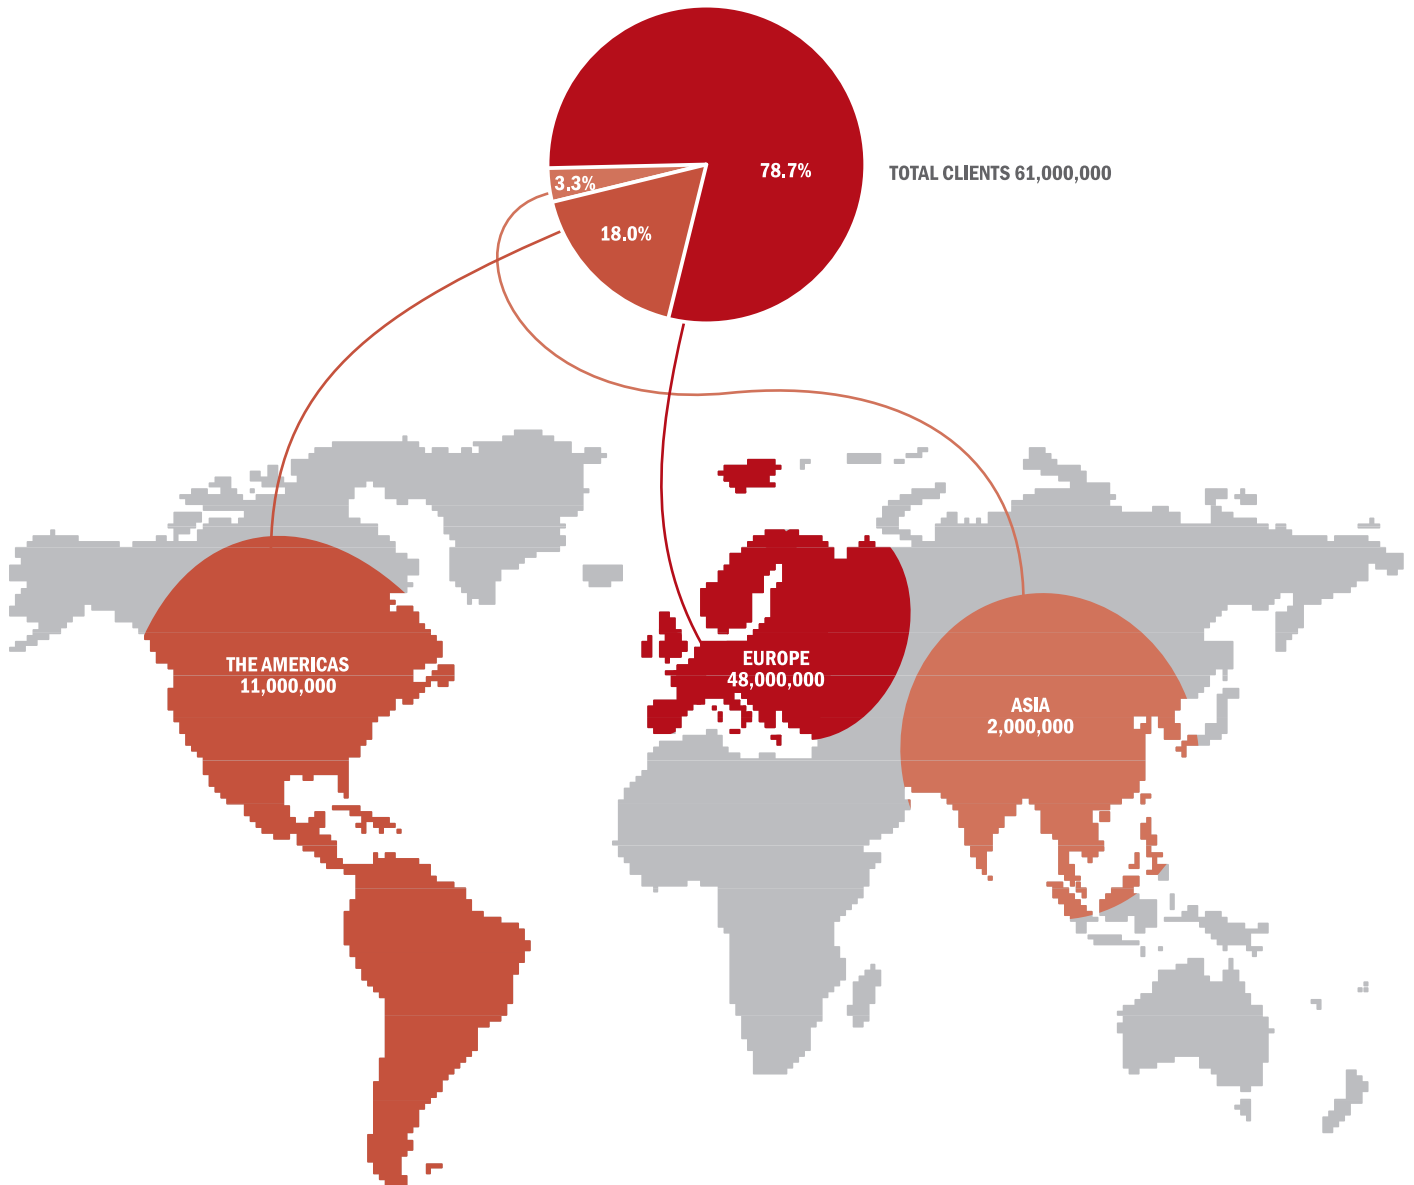 78.7%
TOTAL CLIENTS 61,000,000
3.3%
18.0%
THE AMERICAS
11,000,000
EUROPE
48,000,000
ASIA
2,000,000